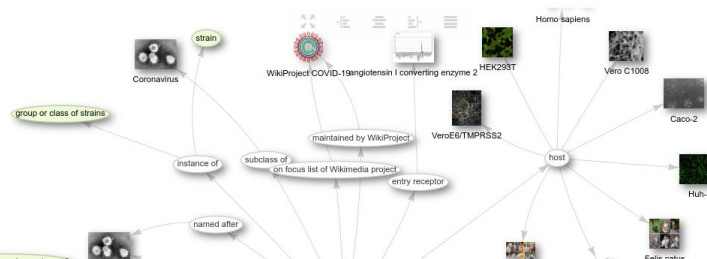 Homo sapiens
strain
WikiProject COVID-19
angiotensin I converting enzyme 2
HEK293T
Vero C1008
Coronavirus
Caco-2
group or class of strains
maintained by WikiProject
VeroE6/TMPRSS2
instance of
subclass of
on focus list of Wikimedia project
host
entry receptor
Huh-
named after
Felis catus